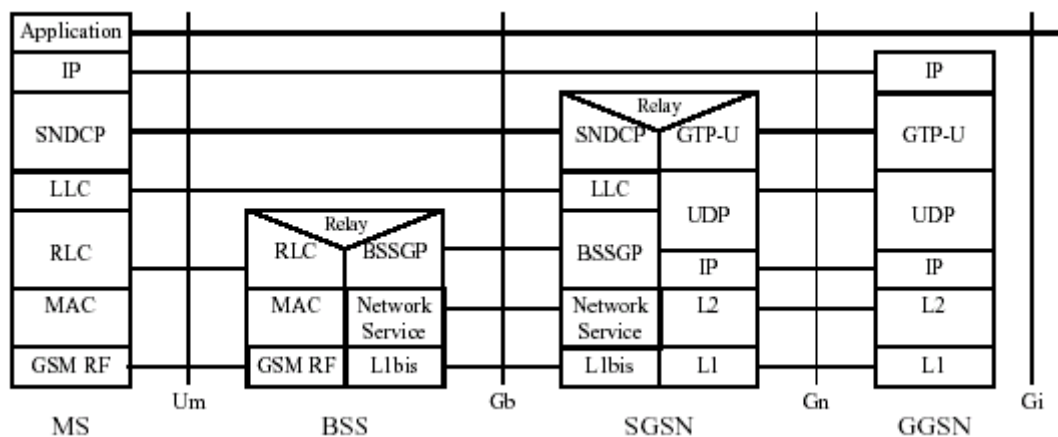 Application
IP
IP
Relay
SNDCP
SNDCP
GTP-U
GTP-U
LLC
LLC
UDP
UDP
Relay
RLC
RLC
BSSGP
BSSGP
IP
IP
MAC
MAC
Network
Service
Network
Service
L2
L2
GSM RF
GSM RF
L1bis
L1bis
L1
L1
Um
Gb
Gn
Gi
MS
BSS
SGSN
GGSN